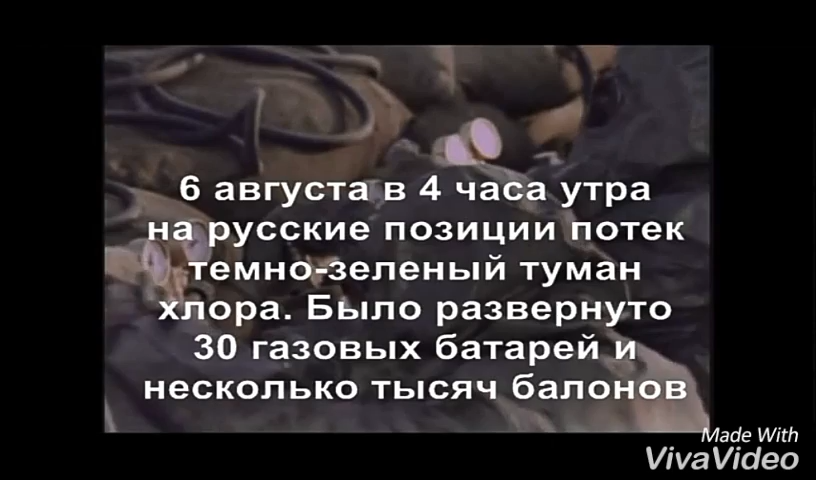 6 августа в 4 часа утра
на русские позиции потек
темно-зеленый туман
хлора. Было развернуто
30 газовых батарей и
несколько тысяч балонов
Made With
VivaVideo